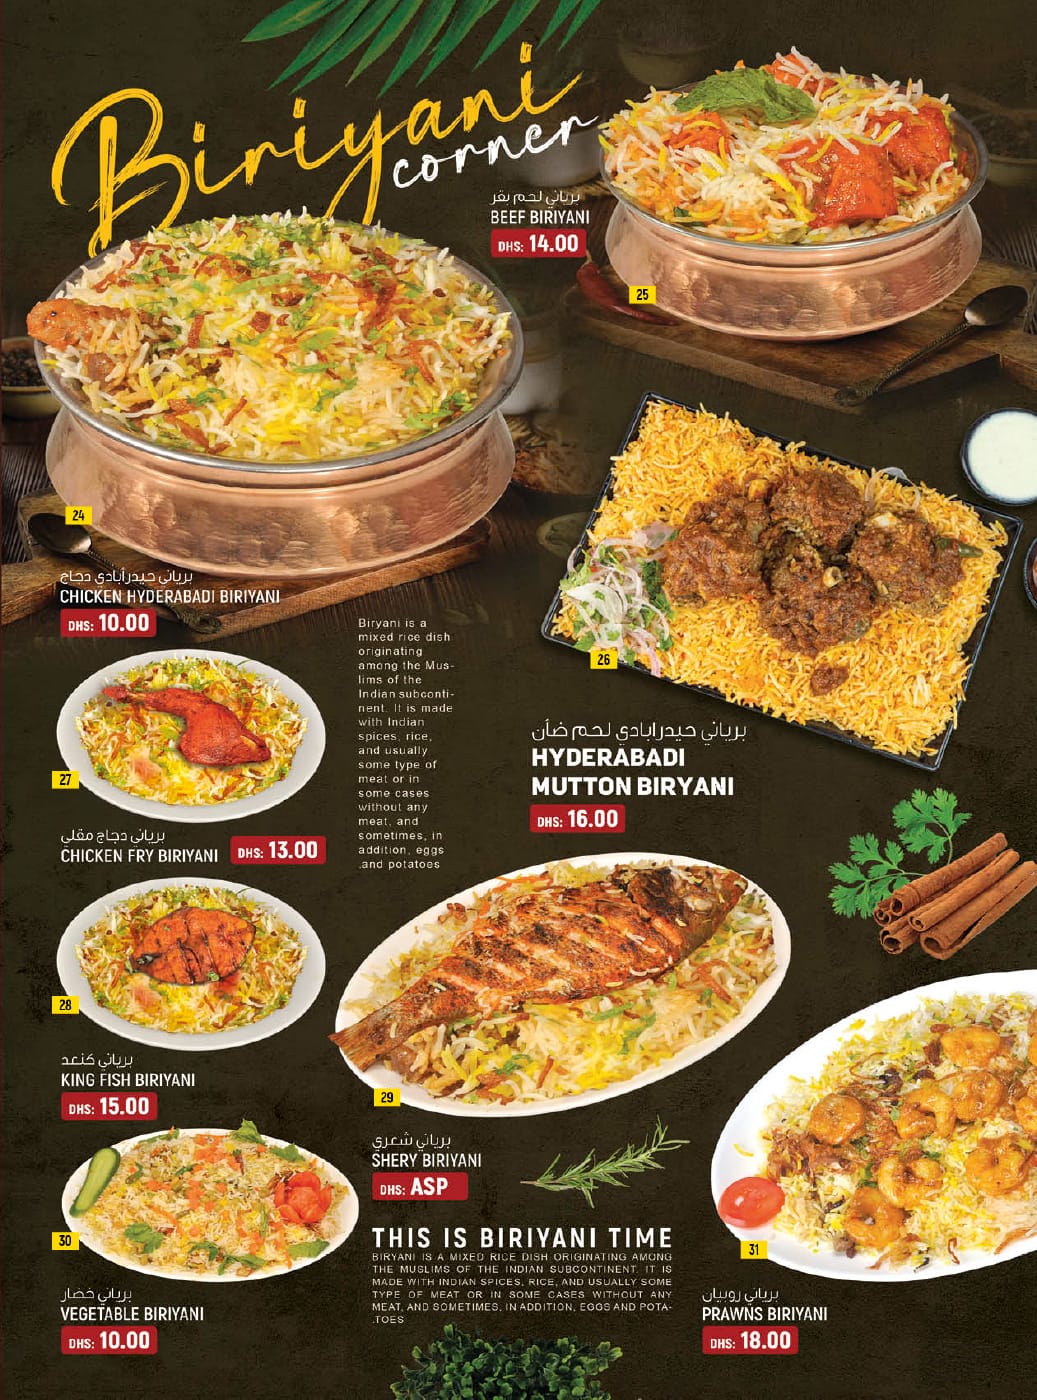 Biriyani
corner
برياني لحم بقر
BEEF BIRIYANI
DHS: 14.00
25
24
برياني حيدرأبادي دجاج
CHICKEN HYDERABADI BIRIYANI
DHS: 10.00
Biryani is a
mixed rice dish
originating
among the Mus-
lims of the
Indian subconti-
nent. It is made
with Indian
spices, rice,
and usually
some type of
meat or in
some cases
without any
meat, and
sometimes, in
addition, eggs
.and potatoes
26
برياني حيدرابادي لحم ضأن
HYDERABADI
MUTTON BIRYANI
DHS: 16.00
27
برياني دجاج مقلي
CHICKEN FRY BIRIYANI
DHS: 13.00
28
برياني كنعد
KING FISH BIRIYANI
DHS: 15.00
29
برياني شعري
SHERY BIRIYANI
DHS: ASP
30
برياني خضار
VEGETABLE BIRIYANI
DHS: 10.00
THIS IS BIRIYANI TIME
BIRYANI IS A MIXED RICE DISH ORIGINATING AMONG
THE MUSLIMS OF THE INDIAN SUBCONTINENT. IT IS
MADE WITH INDIAN SPICES, RICE, AND USUALLY SOME
TYPE OF MEAT OR IN SOME CASES WITHOUT ANY
MEAT, AND SOMETIMES, IN ADDITION, EGGS AND POTA-
.TOES
31
برياني روبيان
PRAWNS BIRIYANI
DHS: 18.00